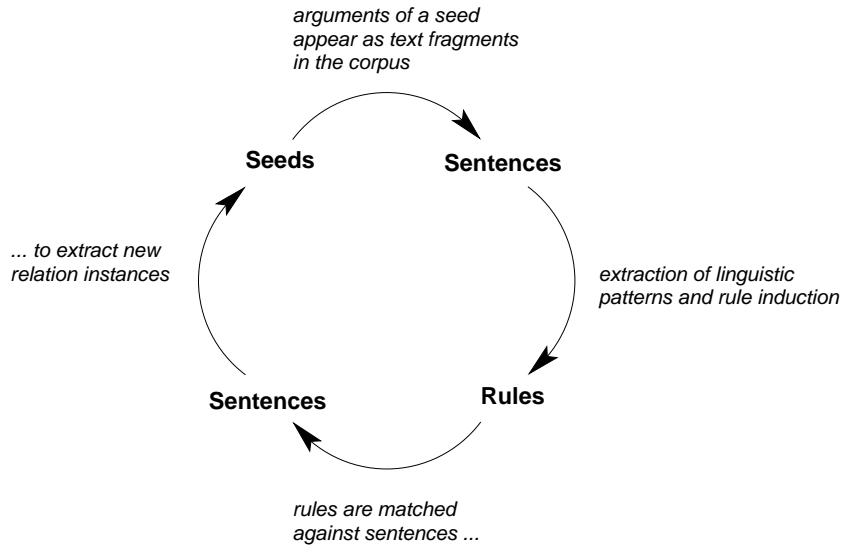 arguments of a seed
appear as text fragments
in the corpus
Seeds
Sentences
... to extract new
relation instances
extraction of linguistic
patterns and rule induction
Sentences
Rules
rules are matched
against sentences ...